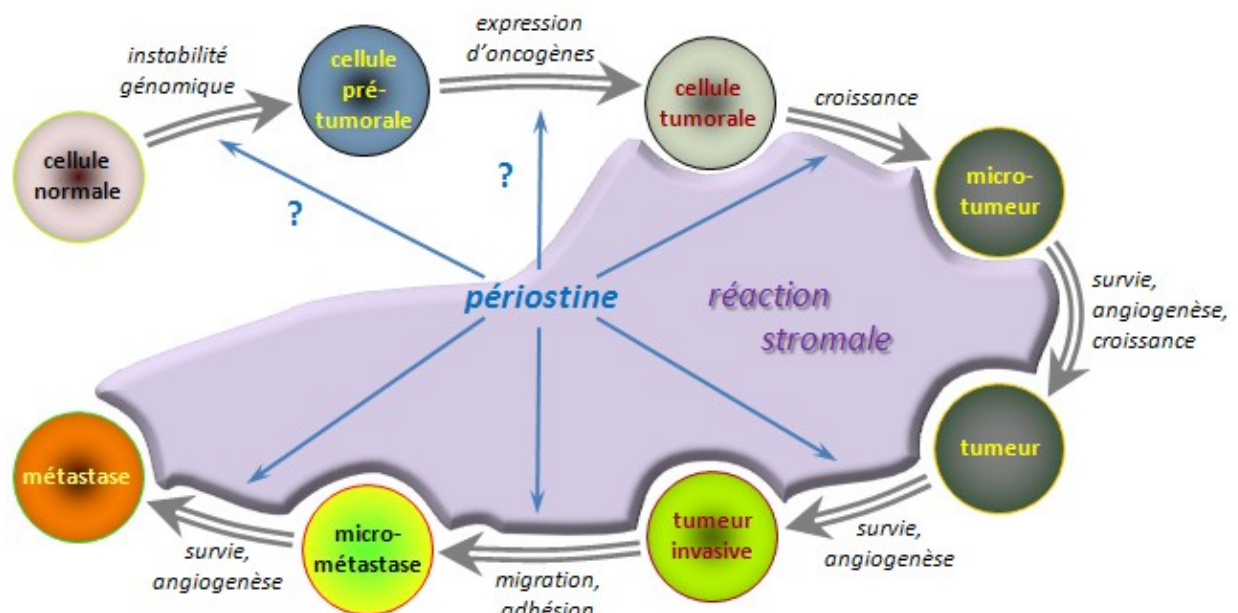 instabilité
génomique
cellule
pré-
tumorale
expression
d'oncogènes
cellule
tumorale
croissance
cellule
normale
?
?
micro-
tumeur
périostine
réaction
stromale
survie,
angiogenèse,
croissance
métastase
tumeur
survie,
angiogenèse
micro-
métastase
migration,
adhésion
tumeur
invasive
survie,
angiogenèse